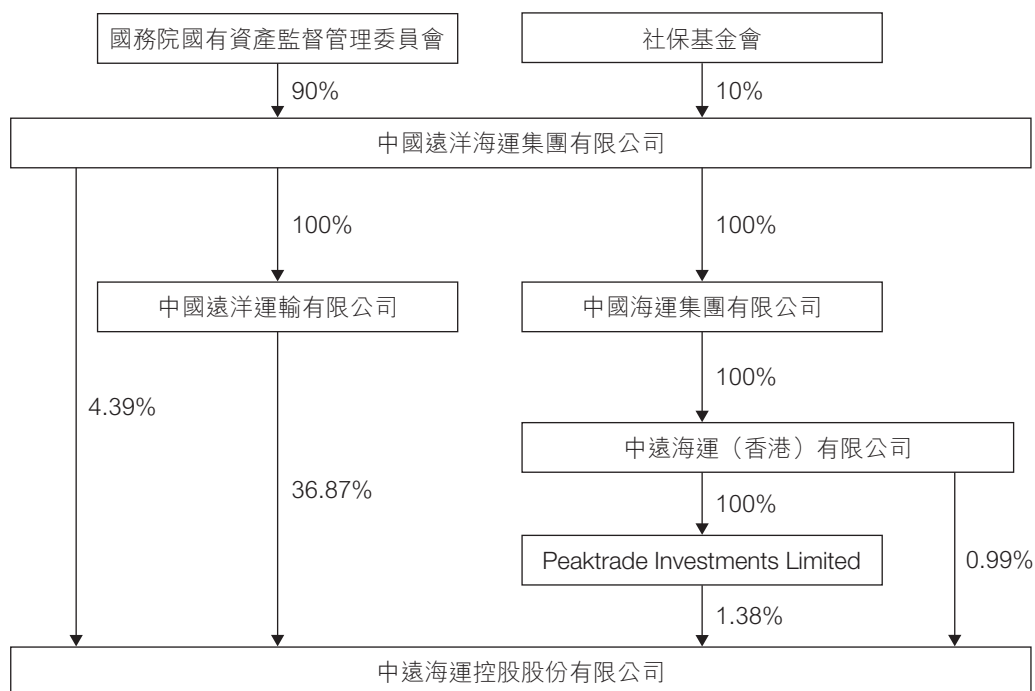 國務院國有資產監督管理委員會
社保基金會
90%
10%
中國遠洋海運集團有限公司
100%
100%
中國遠洋運輸有限公司
中國海運集團有限公司
100%
4.39%
中遠海運（香港）有限公司
36.87%
100%
Peaktrade Investments Limited
0.99%
1.38%
中遠海運控股股份有限公司